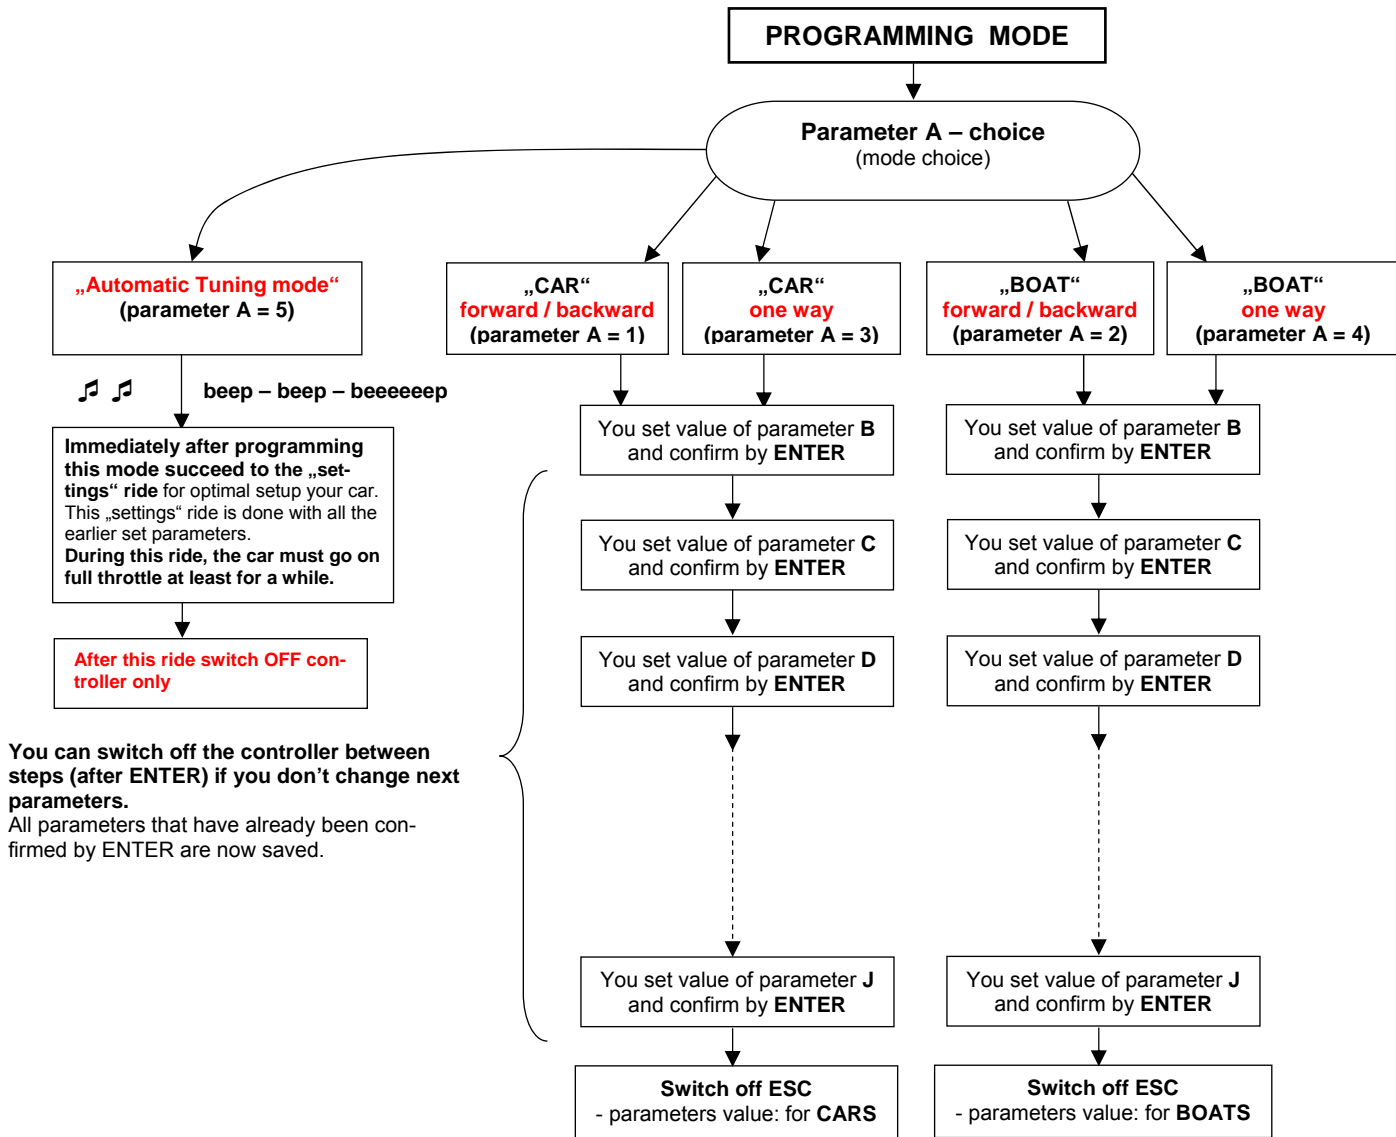 PROGRAMMING MODE
Parameter A – choice
(mode choice)
„Automatic Tuning mode“
(parameter A = 5)
„CAR“
forward / backward
(parameter A = 1)
„CAR“
one way
(parameter A = 3)
„BOAT“
forward / backward
(parameter A = 2)
„BOAT“
one way
(parameter A = 4)
♫ ♫ beep – beep – beeeeeep
Immediately after programming
this mode succeed to the „set-
tings“ ride for optimal setup your car.
This „settings“ ride is done with all the
earlier set parameters.
During this ride, the car must go on
full throttle at least for a while.
After this ride switch OFF con-
troller only
You can switch off the controller between
steps (after ENTER) if you don’t change next
parameters.
All parameters that have already been con-
firmed by ENTER are now saved.
You set value of parameter B
and confirm by ENTER
You set value of parameter C
and confirm by ENTER
You set value of parameter D
and confirm by ENTER
You set value of parameter J
and confirm by ENTER
Switch off ESC
- parameters value: for CARS
You set value of parameter B
and confirm by ENTER
You set value of parameter C
and confirm by ENTER
You set value of parameter D
and confirm by ENTER
You set value of parameter J
and confirm by ENTER
Switch off ESC
- parameters value: for BOATS